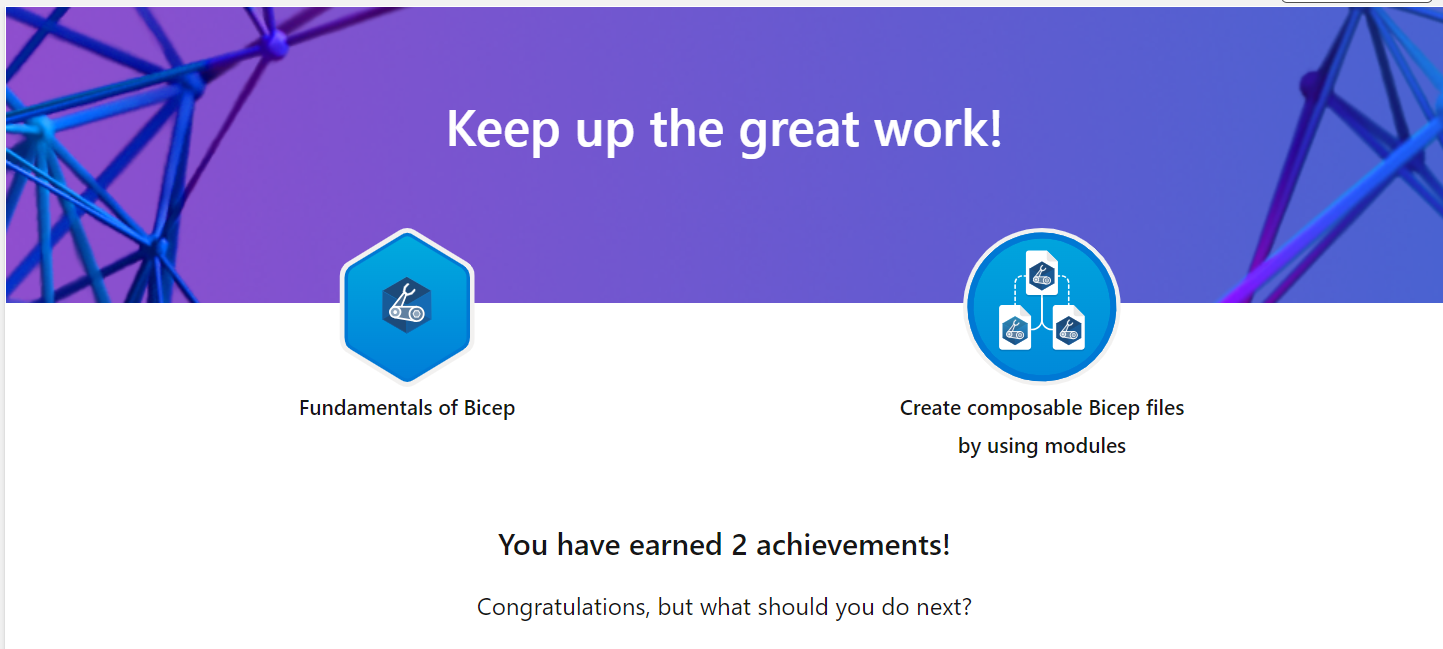 Keep up the great work!
Fundamentals of Bicep
Create composable Bicep files
by using modules
You have earned 2 achievements!
Congratulations, but what should you do next?